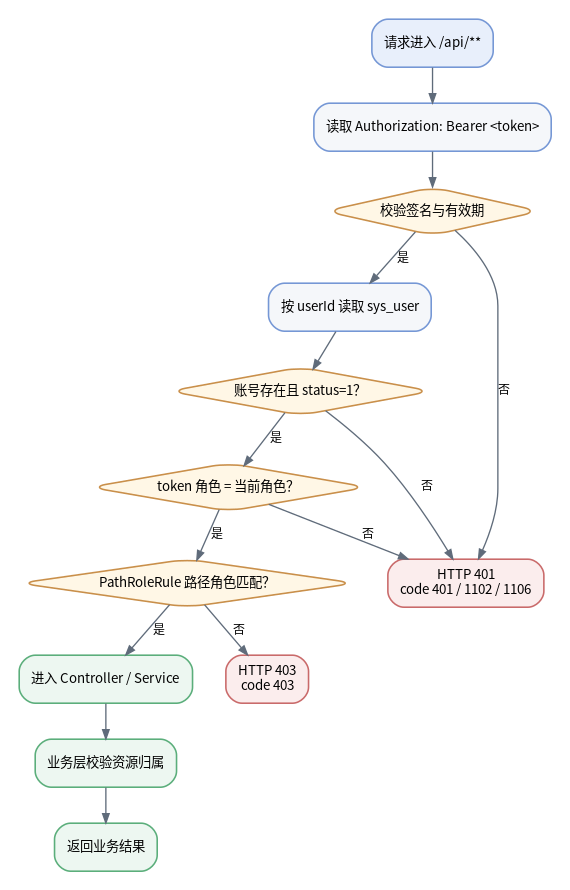 请求进入 /api/**
读取 Authorization: Bearer <token>
校验签名与有效期
是
按 userId 读取 sys_user
否
账号存在且 status=1?
是
否
token 角色 = 当前角色?
是
否
HTTP 401
code 401 / 1102 / 1106
PathRoleRule 路径角色匹配?
是
否
进入 Controller / Service
HTTP 403
code 403
业务层校验资源归属
返回业务结果